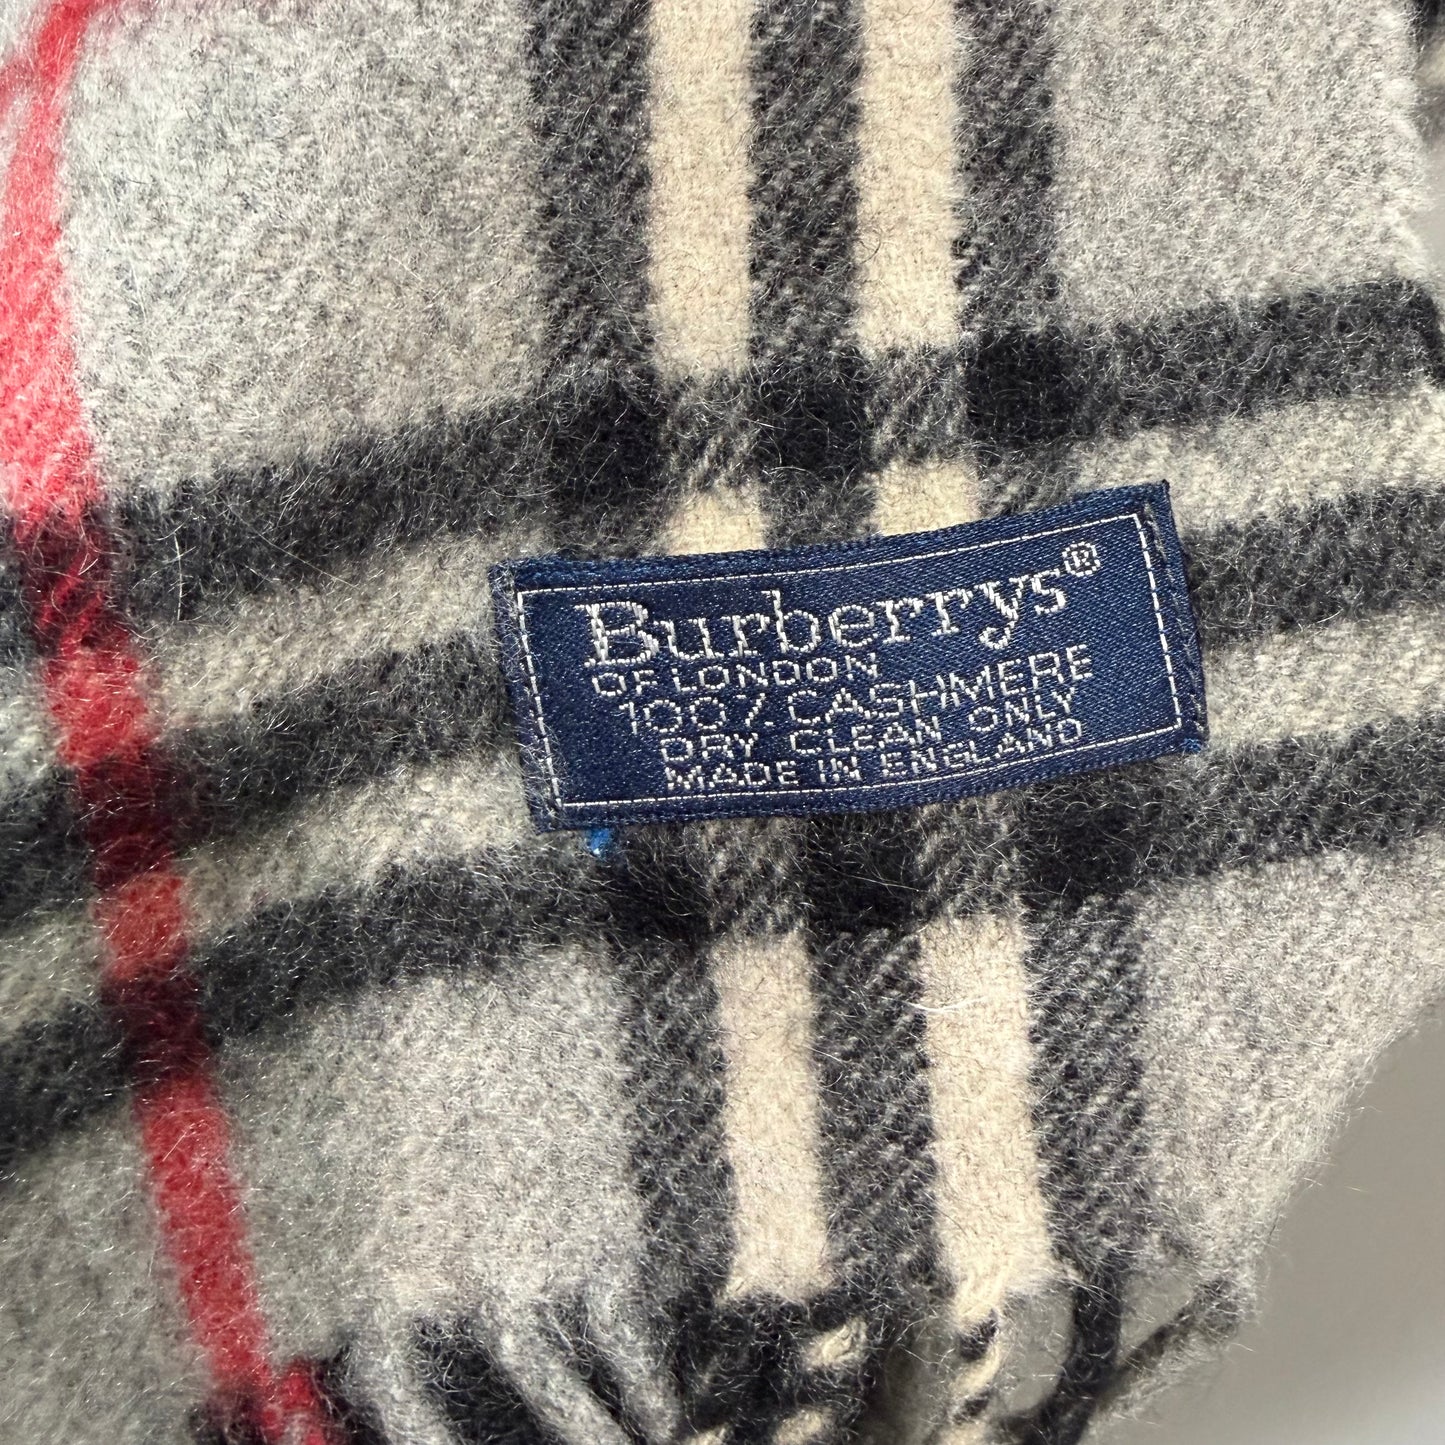 Burberrys®
OF LONDON
100% CASHMERE
DRY CLEAN ONLY
MADE IN ENGLAND